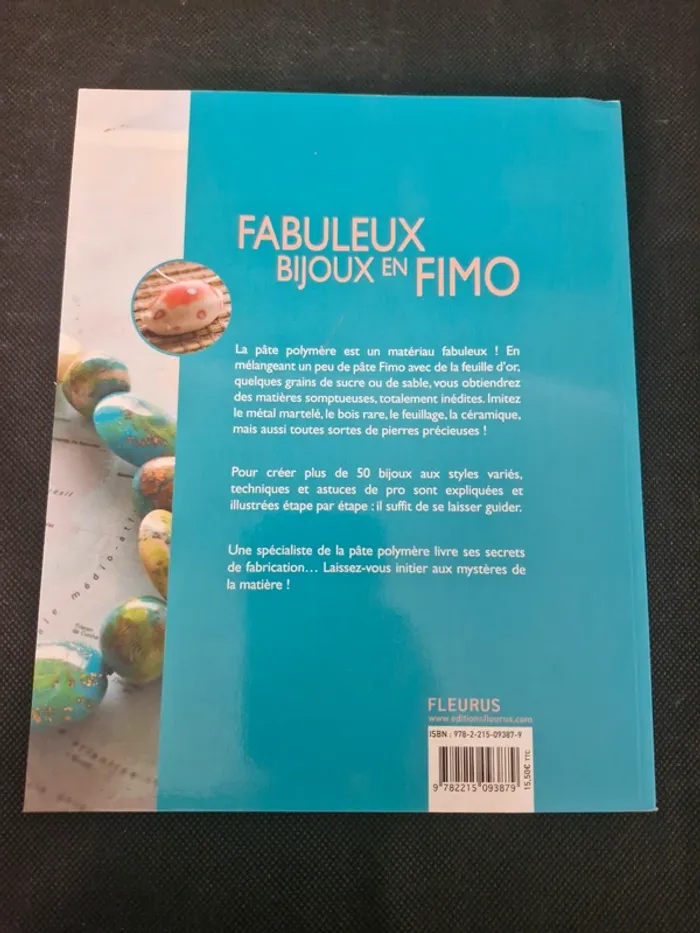 FABULEUX
BIJOUX EN FIMO
La pâte polymère est un matériau fabuleux ! En
mélangeant un peu de pâte Fimo avec de la feuille d'or,
quelques grains de sucre ou de sable, vous obtiendrez
des matières somptueuses, totalement inédites. Imitez
le métal martelé, le bois rare, le feuillage, la céramique,
mais aussi toutes sortes de pierres précieuses !
Pour créer plus de 50 bijoux aux styles variés,
techniques et astuces de pro sont expliquées et
illustrées étape par étape : il suffit de se laisser guider.
Une spécialiste de la pâte polymère livre ses secrets
de fabrication... Laissez-vous initier aux mystères de
la matière !
médio-atl
FLEURUS
www.editionsfleurus.com
ISBN : 978-2-215-09387-9
15,50€ TTC
9 782215 093879